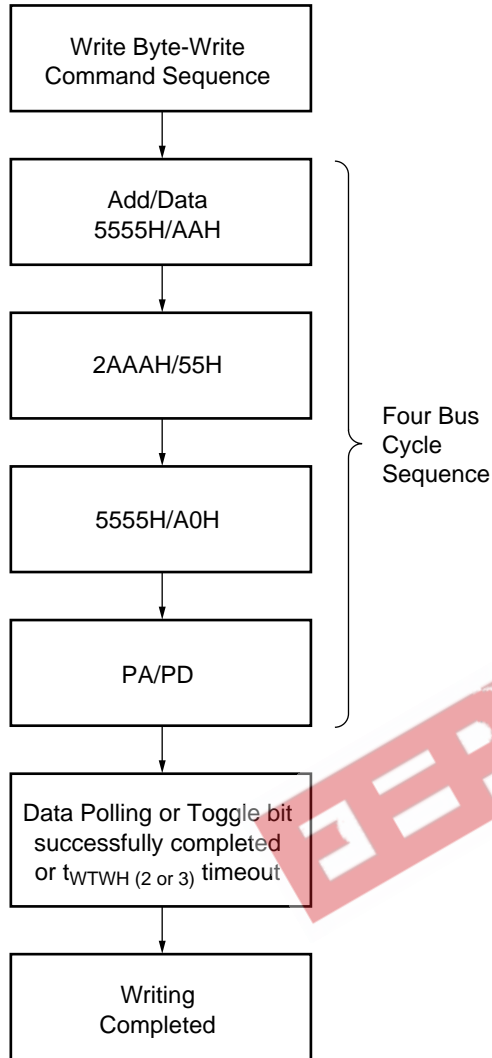 Write Byte-Write
Command Sequence
Add/Data
5555H/AAH
2AAAH/55H
5555H/A0H
PA/PD
Four Bus
Cycle
Sequence
Data Polling or Toggle bit
successfully completed
or tWTWH (2 or 3) timeout
Writing
Completed